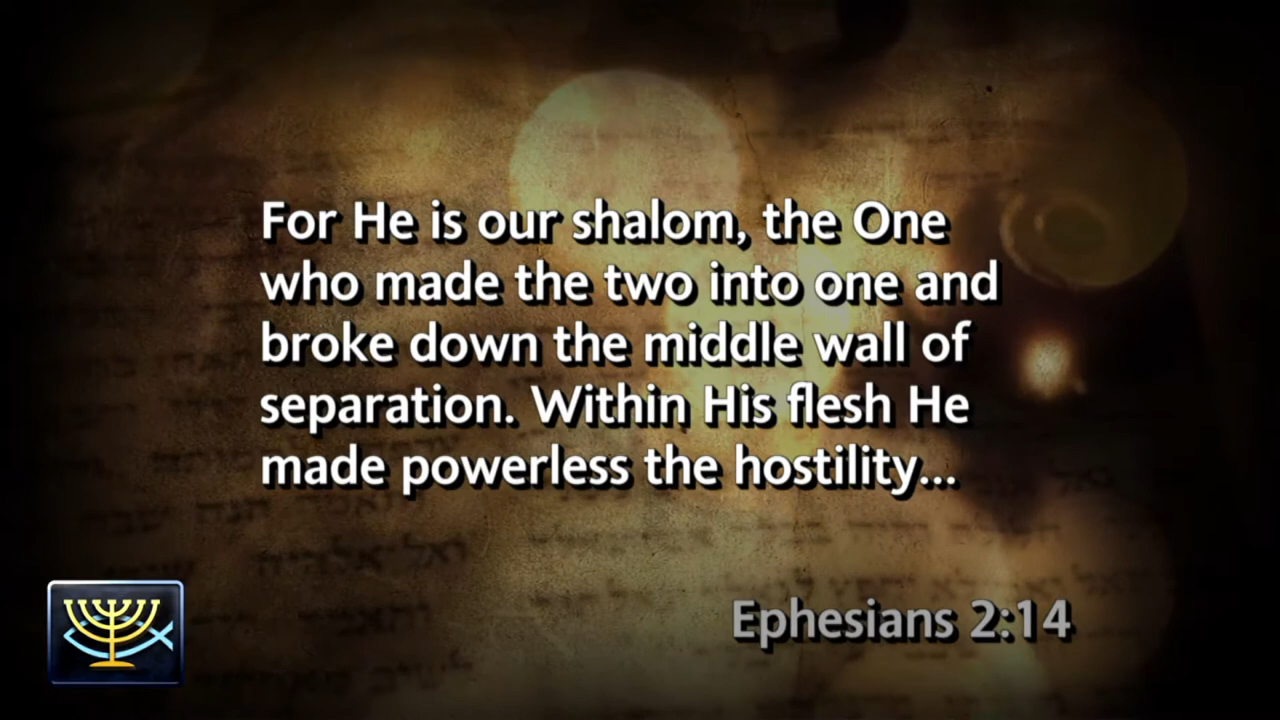 For He is our shalom, the One
who made the two into one and
broke down the middle wall of
separation. Within His flesh He
made powerless the hostility...
Ephesians 2:14